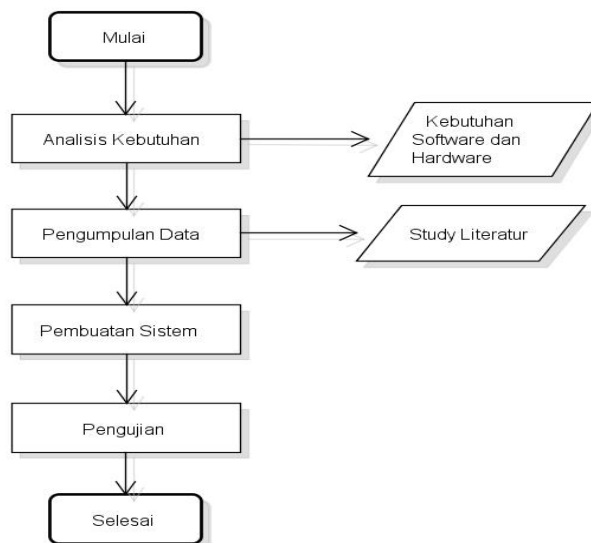 Mulai
Analisis Kebutuhan
Kebutuhan
Software dan
Hardware
Pengumpulan Data
Study Literatur
Pembuatan Sistem
Pengujian
Selesai